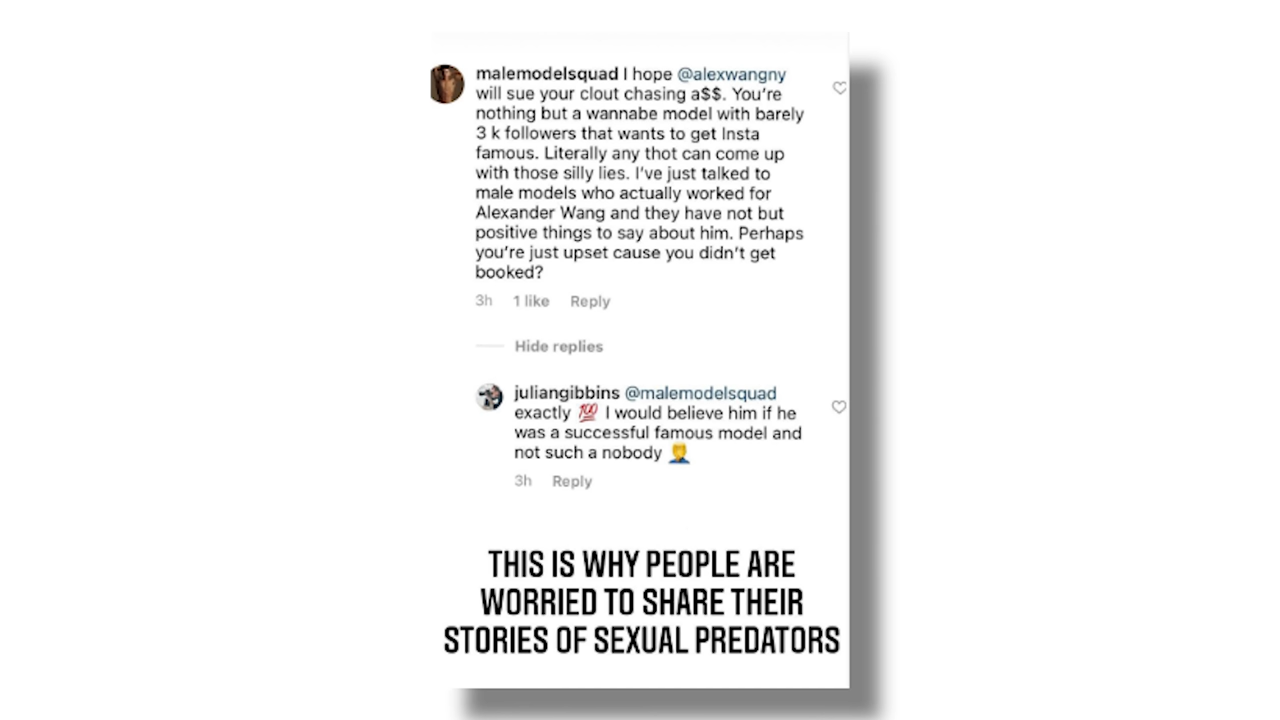 malemodelsquad I hope @alexwangny
will sue your clout chasing a$$. You’re
nothing but a wannabe model with barely
3 k followers that wants to get Insta
famous. Literally any thot can come up
with those silly lies. I’ve just talked to
male models who actually worked for
Alexander Wang and they have not but
positive things to say about him. Perhaps
you’re just upset cause you didn’t get
booked?
3h 1 like Reply
Hide replies
juliangibbins @malemodelsquad
exactly 💯 I would believe him if he
was a successful famous model and
not such a nobody 🤦‍♂️
3h Reply
THIS IS WHY PEOPLE ARE
WORRIED TO SHARE THEIR
STORIES OF SEXUAL PREDATORS